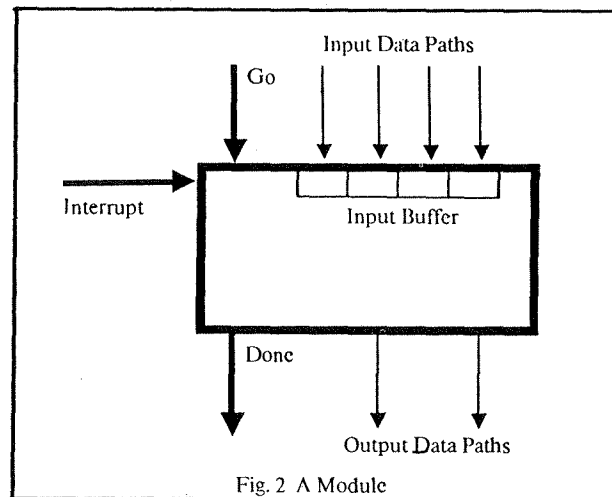 Input Data Paths
Go
Interrupt
Input Buffer
Done
Output Data Paths
Fig. 2 A Module